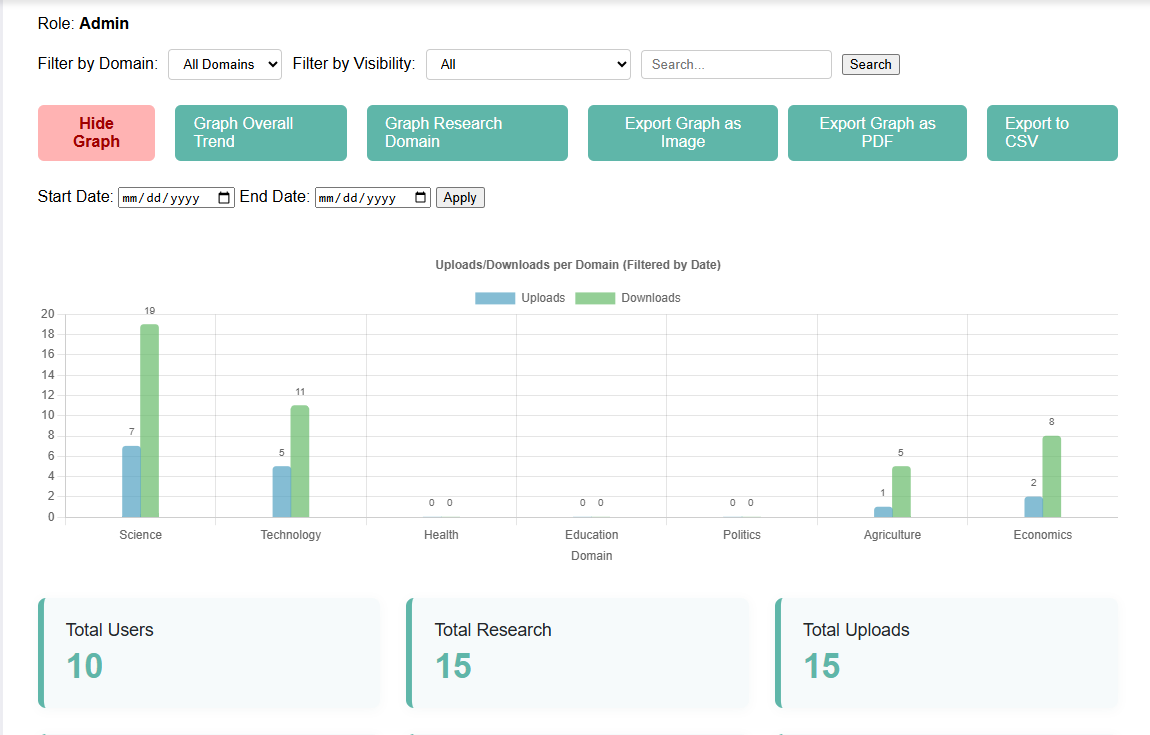 Role: Admin
Filter by Domain: All Domains Filter by Visibility: All Search... Search
Hide Graph
Graph Overall Trend
Graph Research Domain
Export Graph as Image
Export Graph as PDF
Export to CSV
Start Date: mm/dd/yyyy End Date: mm/dd/yyyy Apply
Uploads/Downloads per Domain (Filtered by Date)
Uploads Downloads
20
18
16
14
12
10
8
6
4
2
0
7 19
5 11
0 0
0 0
0 0
1 5
2 8
Science Technology Health Education Politics Agriculture Economics
Domain
Total Users
10
Total Research
15
Total Uploads
15